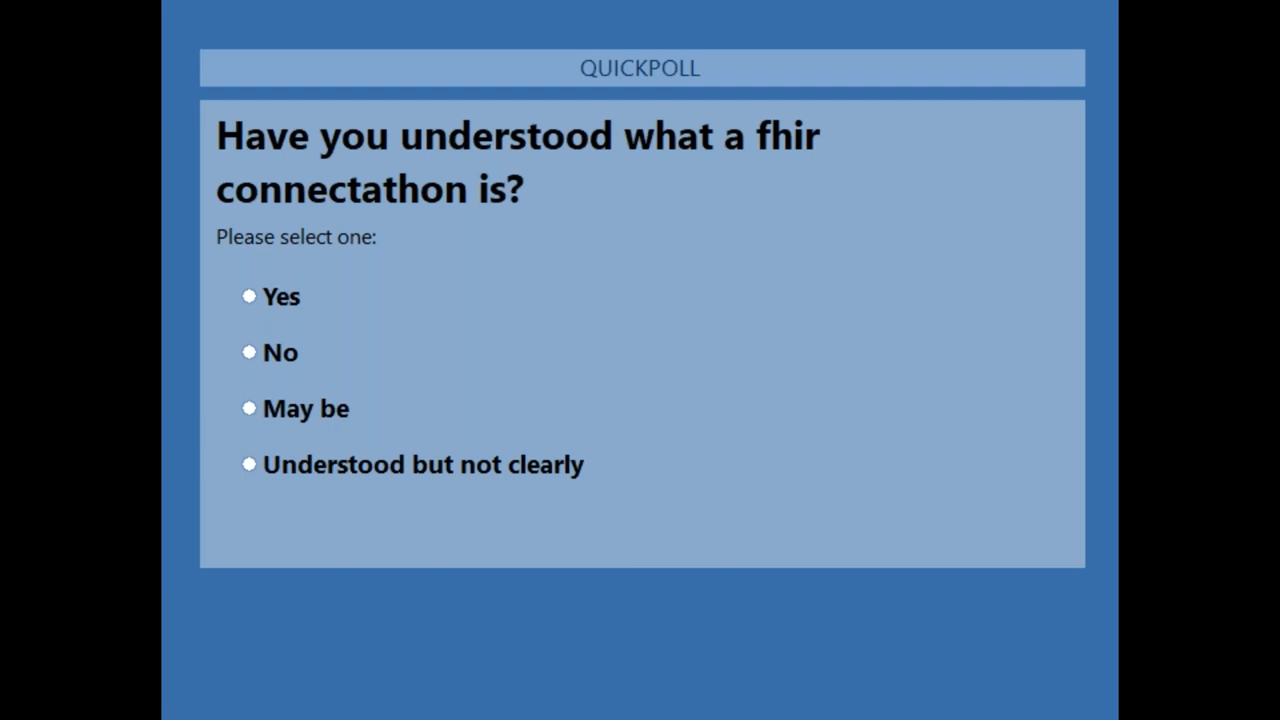 QUICKPOLL
Have you understood what a fhir
connectathon is?
Please select one:
Yes
No
May be
Understood but not clearly